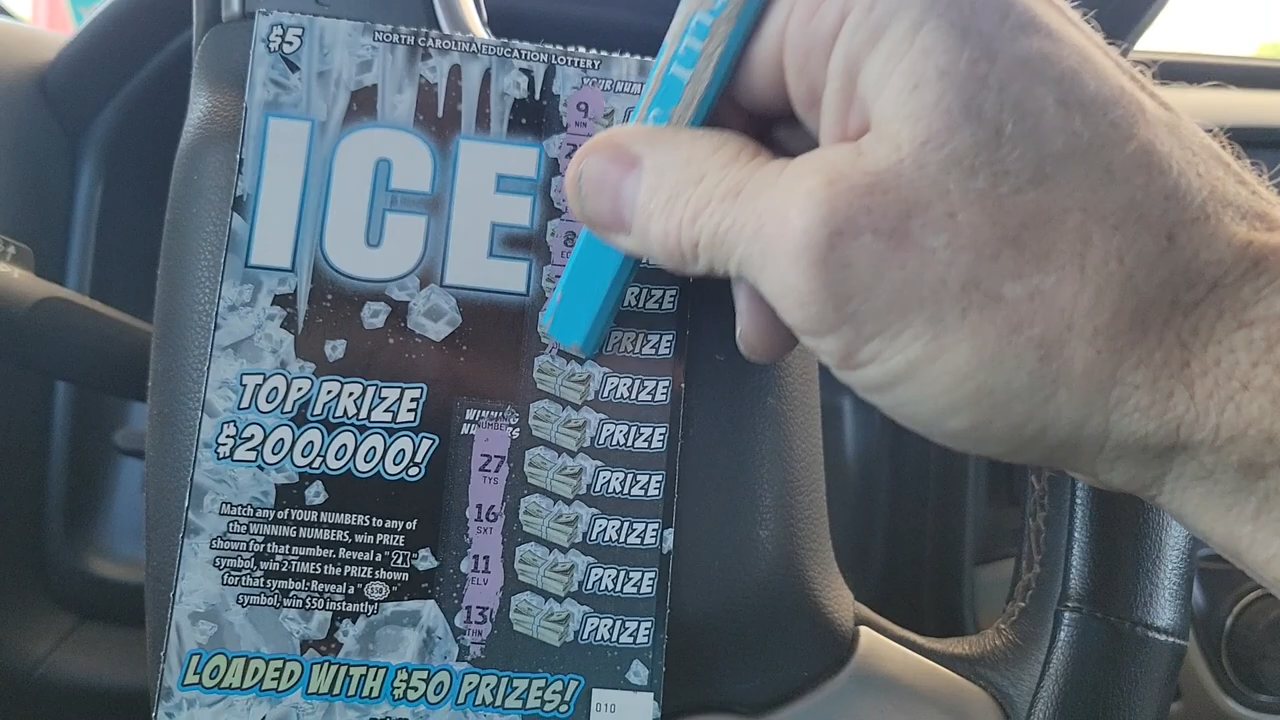 $5
NORTH CAROLINA EDUCATION LOTTERY
9
NIN
ICE
8
RIZE
PRIZE
PRIZE
TOP PRIZE
$200,000!
WINNING
NUMBERS
PRIZE
27
TYS
PRIZE
16
SXT
PRIZE
11
ELV
PRIZE
13
THN
PRIZE
Match any of YOUR NUMBERS to any of
the WINNING NUMBERS, win PRIZE
shown for that number. Reveal a "2X"
symbol, win 2 TIMES the PRIZE shown
for that symbol. Reveal a "$50"
symbol, win $50 instantly!
LOADED WITH $50 PRIZES!
010